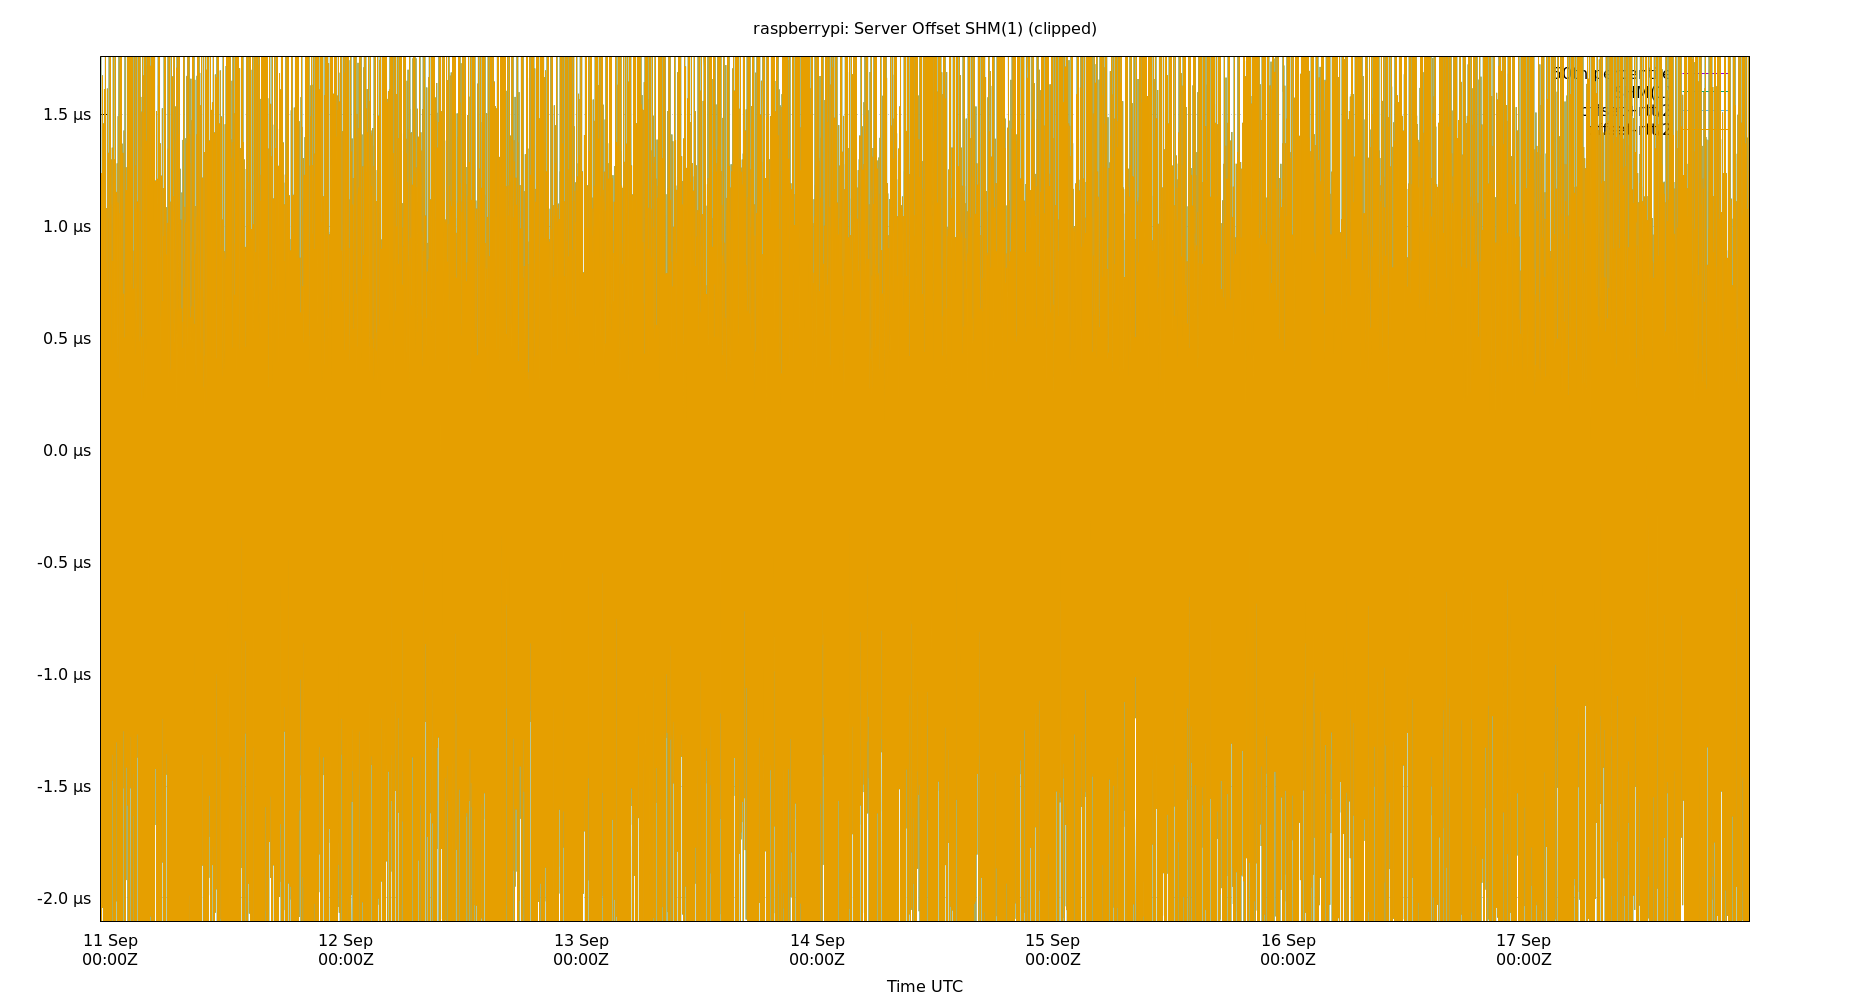 raspberrypi: Server Offset SHM(1) (clipped)
1.5 µs
1.0 µs
0.5 µs
0.0 µs
-0.5 µs
-1.0 µs
-1.5 µs
-2.0 µs
11 Sep 12 Sep 13 Sep 14 Sep 15 Sep 16 Sep 17 Sep
00:00Z 00:00Z 00:00Z 00:00Z 00:00Z 00:00Z 00:00Z
Time UTC